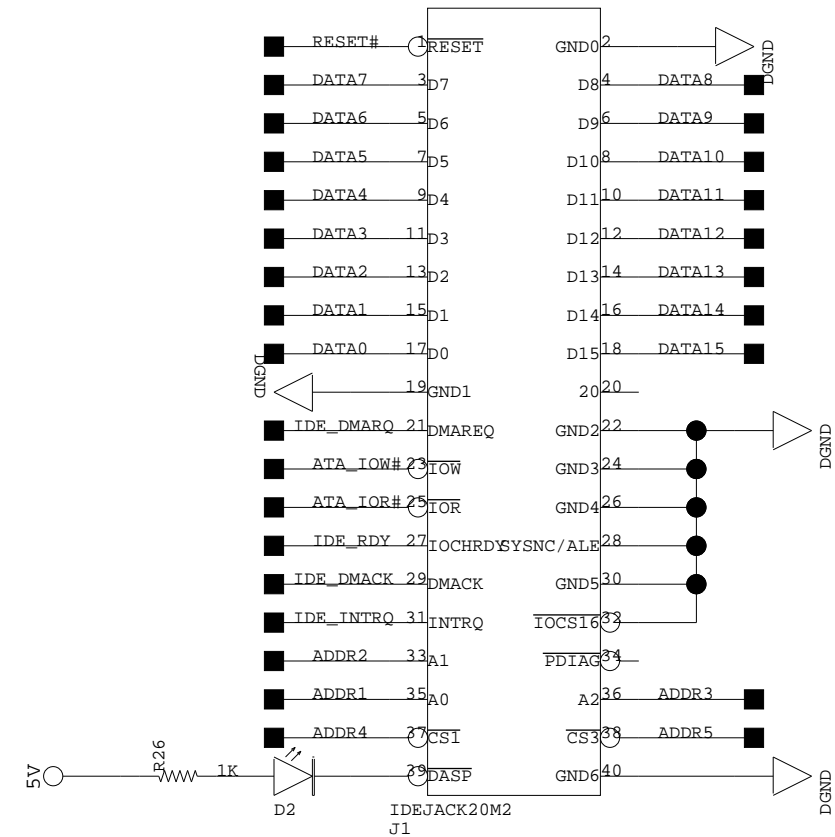 RESET# 1 RESET GND0 2 DGND
DATA7 3 D7 D8 4 DATA8
DATA6 5 D6 D9 6 DATA9
DATA5 7 D5 D10 8 DATA10
DATA4 9 D4 D11 10 DATA11
DATA3 11 D3 D12 12 DATA12
DATA2 13 D2 D13 14 DATA13
DATA1 15 D1 D14 16 DATA14
DATA0 17 D0 D15 18 DATA15
DGND 19 GND1 20 20
IDE_DMARQ 21 DMAREQ GND2 22 DGND
ATA_IOW# 23 IOW GND3 24
ATA_IOR# 25 IOR GND4 26
IDE_RDY 27 IOCHRDY SYSNC/ALE 28
IDE_DMACK 29 DMACK GND5 30
IDE_INTRQ 31 INTRQ IOCS16 32
ADDR2 33 A1 PDIAG 34
ADDR1 35 A0 A2 36 ADDR3
ADDR4 37 CS1 CS3 38 ADDR5
5V R26 1K 39 DASP GND6 40 DGND
D2 IDEJACK20M2
J1